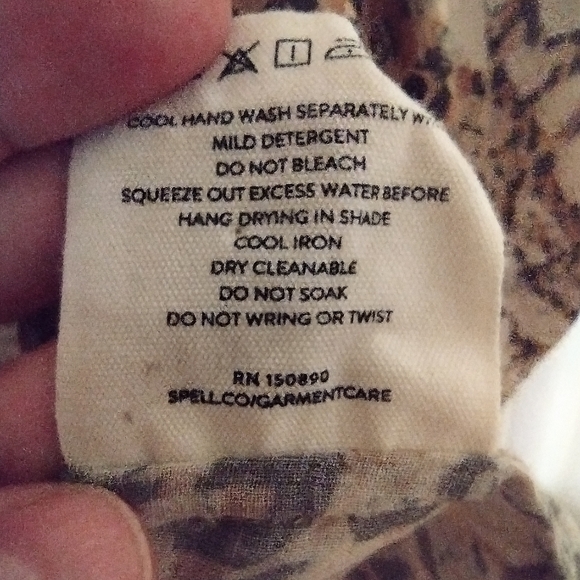 COOL HAND WASH SEPARATELY
MILD DETERGENT
DO NOT BLEACH
SQUEEZE OUT EXCESS WATER BEFORE
HANG DRYING IN SHADE
COOL IRON
DRY CLEANABLE
DO NOT SOAK
DO NOT WRING OR TWIST
RN 150890
SPELL.CO/GARMENTCARE